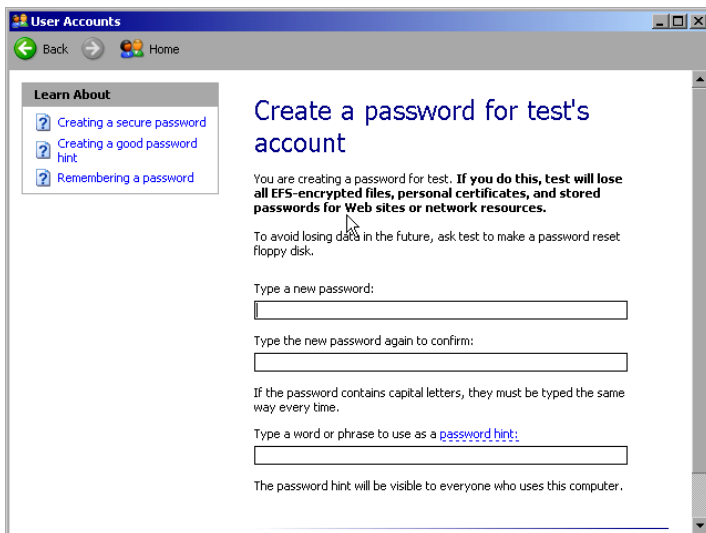 User Accounts
Back
Home
Learn About
Creating a secure password
Creating a good password
hint
Remembering a password
Create a password for test's
account
You are creating a password for test. If you do this, test will lose
all EFS-encrypted files, personal certificates, and stored
passwords for Web sites or network resources.
To avoid losing data in the future, ask test to make a password reset
floppy disk.
Type a new password:
Type the new password again to confirm:
If the password contains capital letters, they must be typed the same
way every time.
Type a word or phrase to use as a password hint:
The password hint will be visible to everyone who uses this computer.